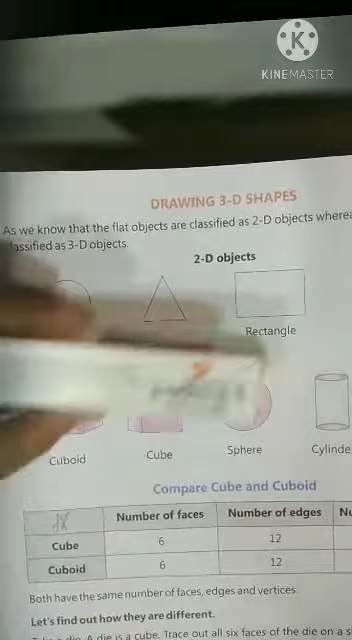 K
KINEMASTER
DRAWING 3-D SHAPES
As we know that the flat objects are classified as 2-D objects
classified as 3-D objects.
2-D objects
Rectangle
Cuboid Cube Sphere Cylinde
Compare Cube and Cuboid
Number of faces Number of edges Nu
Cube 6 12
Cuboid 6 12
Both have the same number of faces, edges and vertices.
Let's find out how they are different.
a die. A die is a cube. Trace out all six faces of the die on a